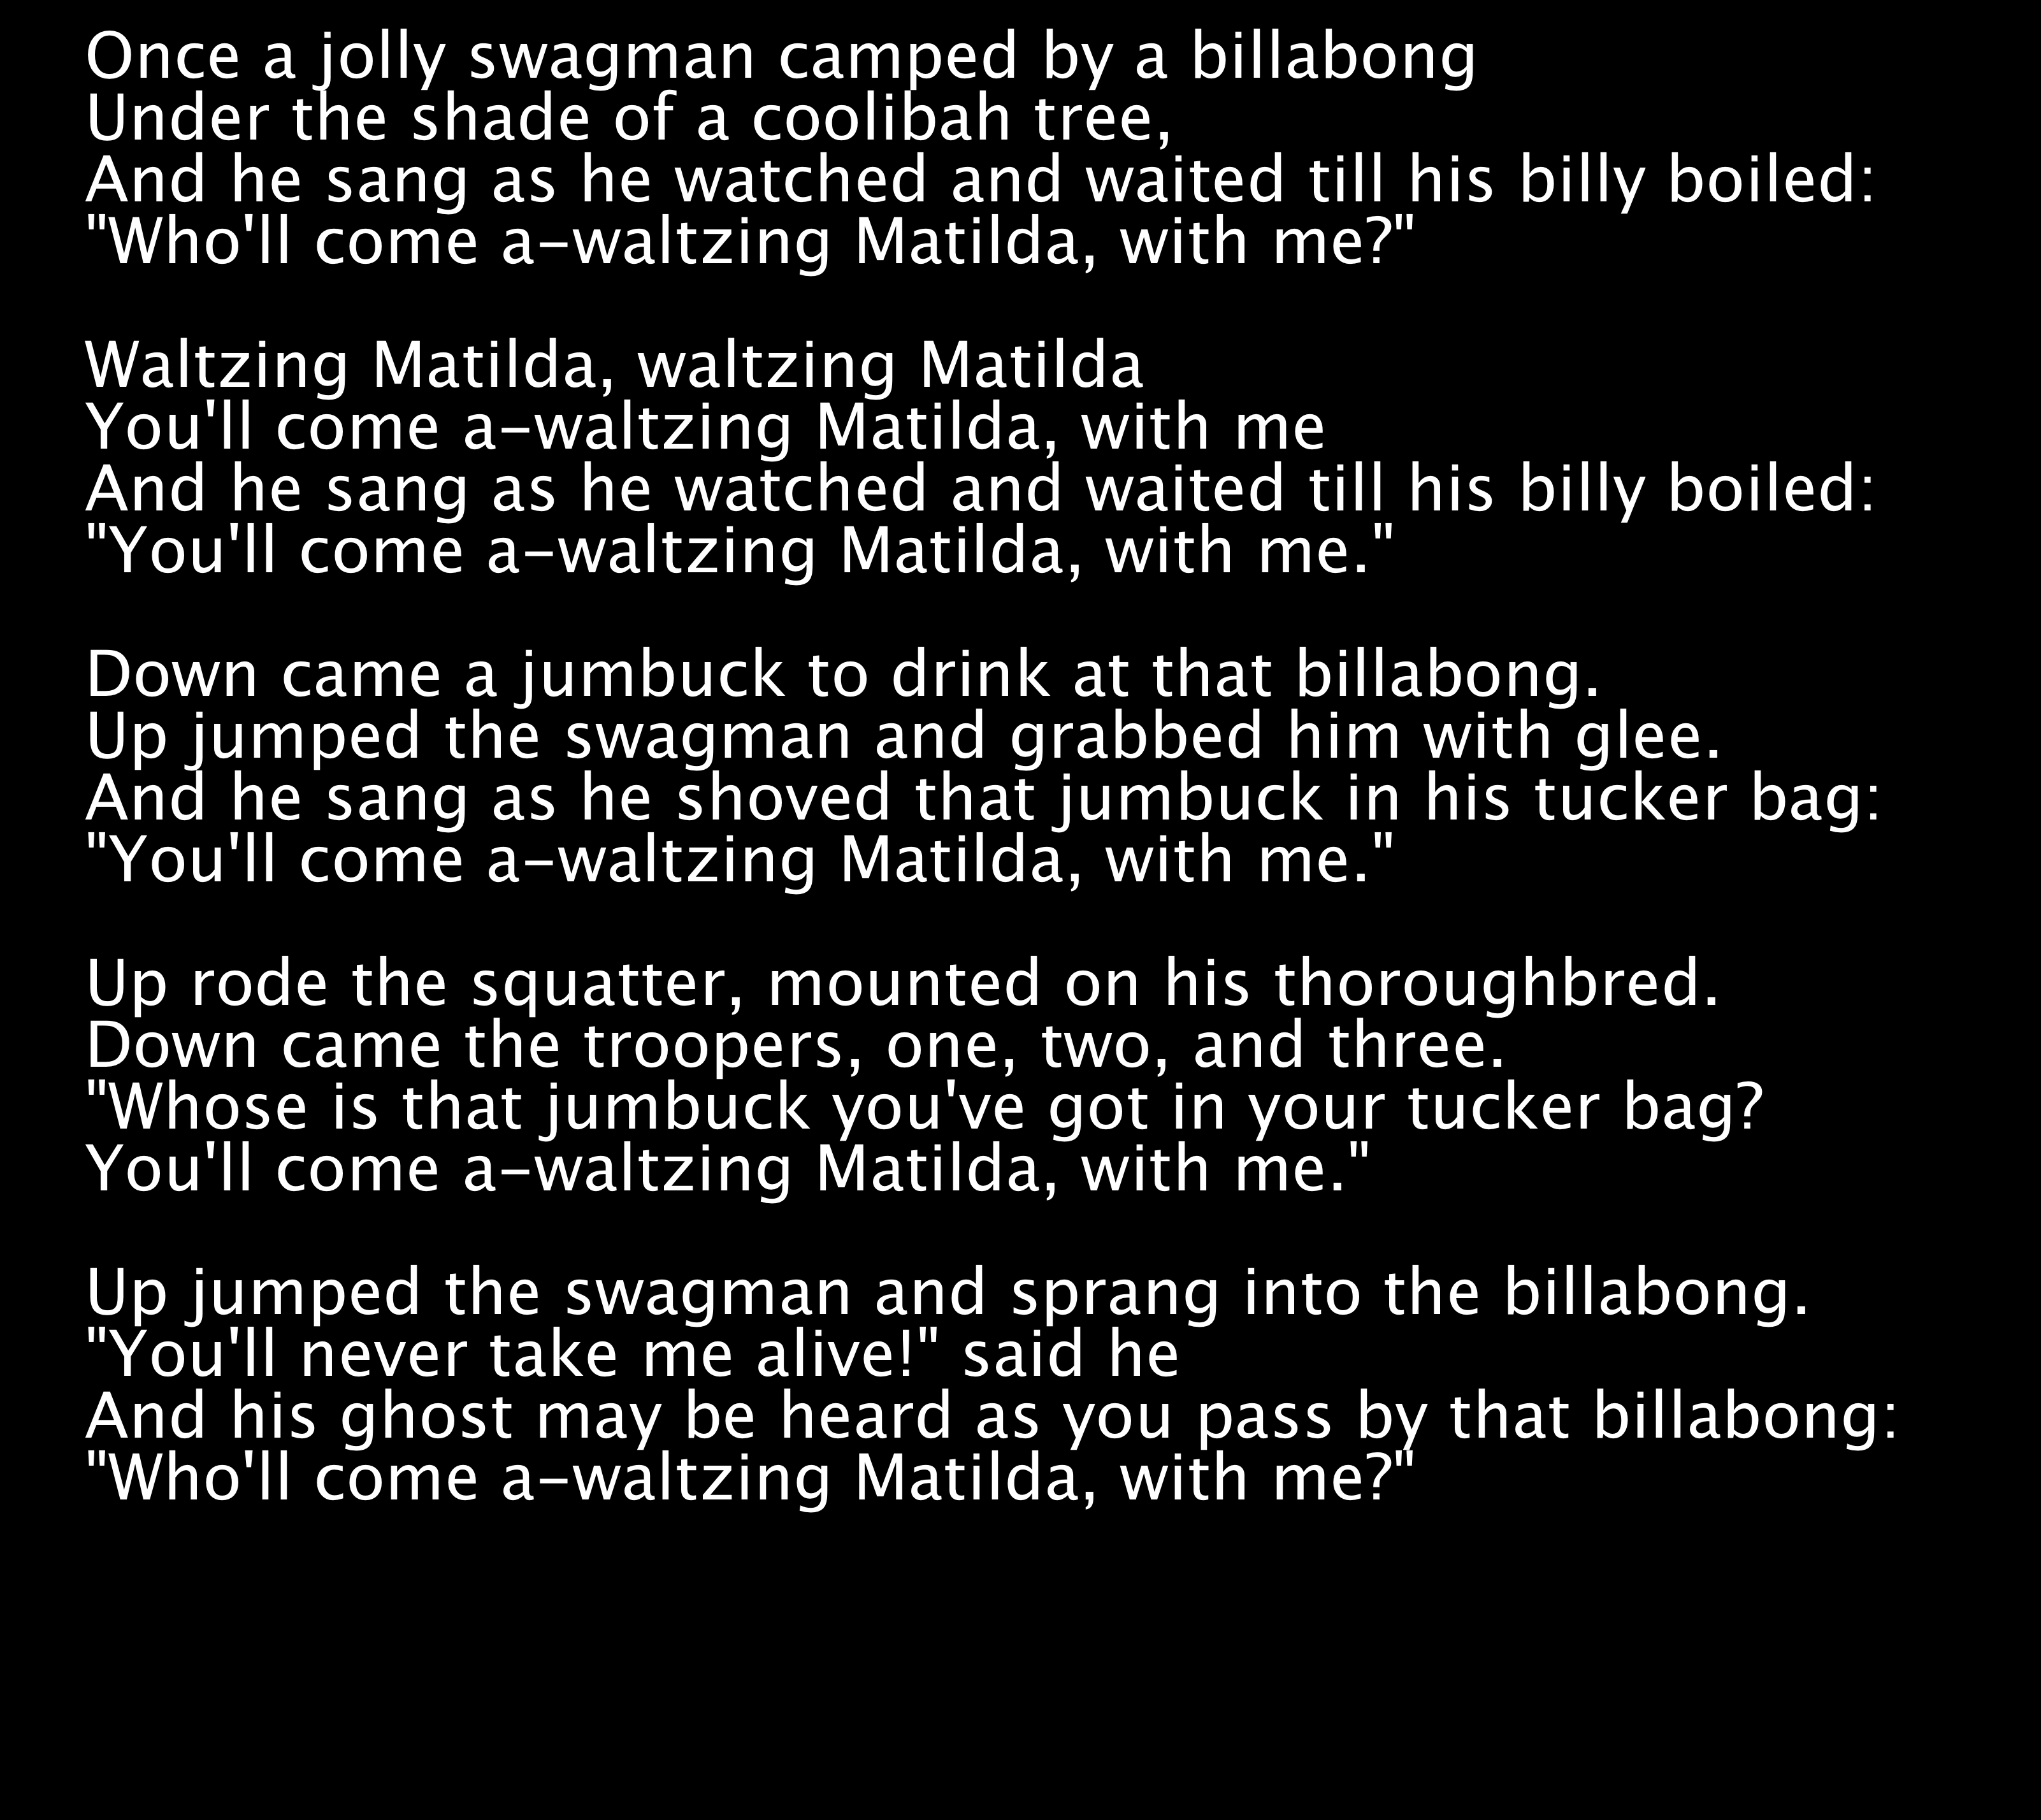 Once a jolly swagman camped by a billabong
Under the shade of a coolibah tree,
And he sang as he watched and waited till his billy boiled:
"Who'll come a-waltzing Matilda, with me?"

Waltzing Matilda, waltzing Matilda
You'll come a-waltzing Matilda, with me
And he sang as he watched and waited till his billy boiled:
"You'll come a-waltzing Matilda, with me."

Down came a jumbuck to drink at that billabong.
Up jumped the swagman and grabbed him with glee.
And he sang as he shoved that jumbuck in his tucker bag:
"You'll come a-waltzing Matilda, with me."

Up rode the squatter, mounted on his thoroughbred.
Down came the troopers, one, two, and three.
"Whose is that jumbuck you've got in your tucker bag?
You'll come a-waltzing Matilda, with me."

Up jumped the swagman and sprang into the billabong.
"You'll never take me alive!" said he
And his ghost may be heard as you pass by that billabong:
"Who'll come a-waltzing Matilda, with me?"